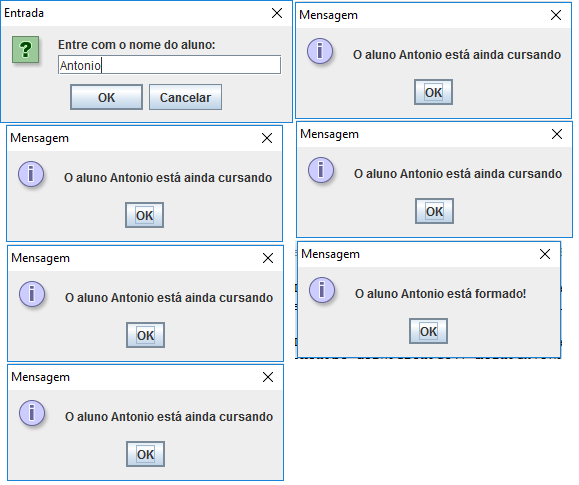 Entrada
Entre com o nome do aluno:
Antonio
OK
Cancelar
Mensagem
O aluno Antonio está ainda cursando
OK
Mensagem
O aluno Antonio está ainda cursando
OK
Mensagem
O aluno Antonio está ainda cursando
OK
Mensagem
O aluno Antonio está ainda cursando
OK
Mensagem
O aluno Antonio está formado!
OK
Mensagem
O aluno Antonio está ainda cursando
OK